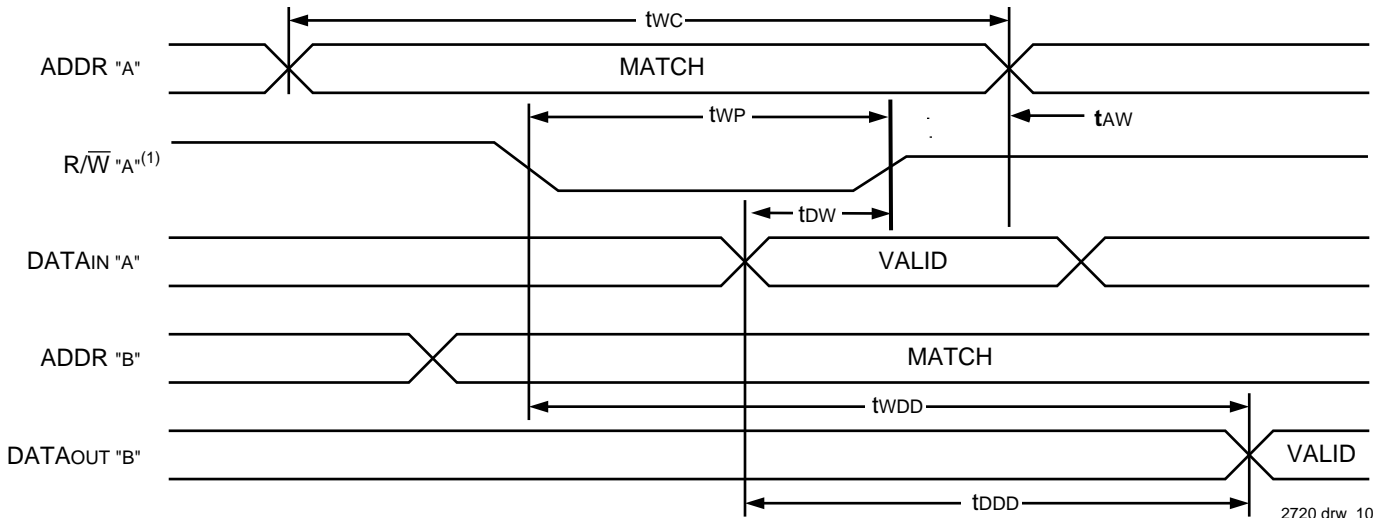 tWC
ADDR "A"
MATCH
tWP
tAW
R/W̅ "A"(1)
tDW
DATAIN "A"
VALID
ADDR "B"
MATCH
tWDD
DATAOUT "B"
VALID
tDDD
2720 drw 10